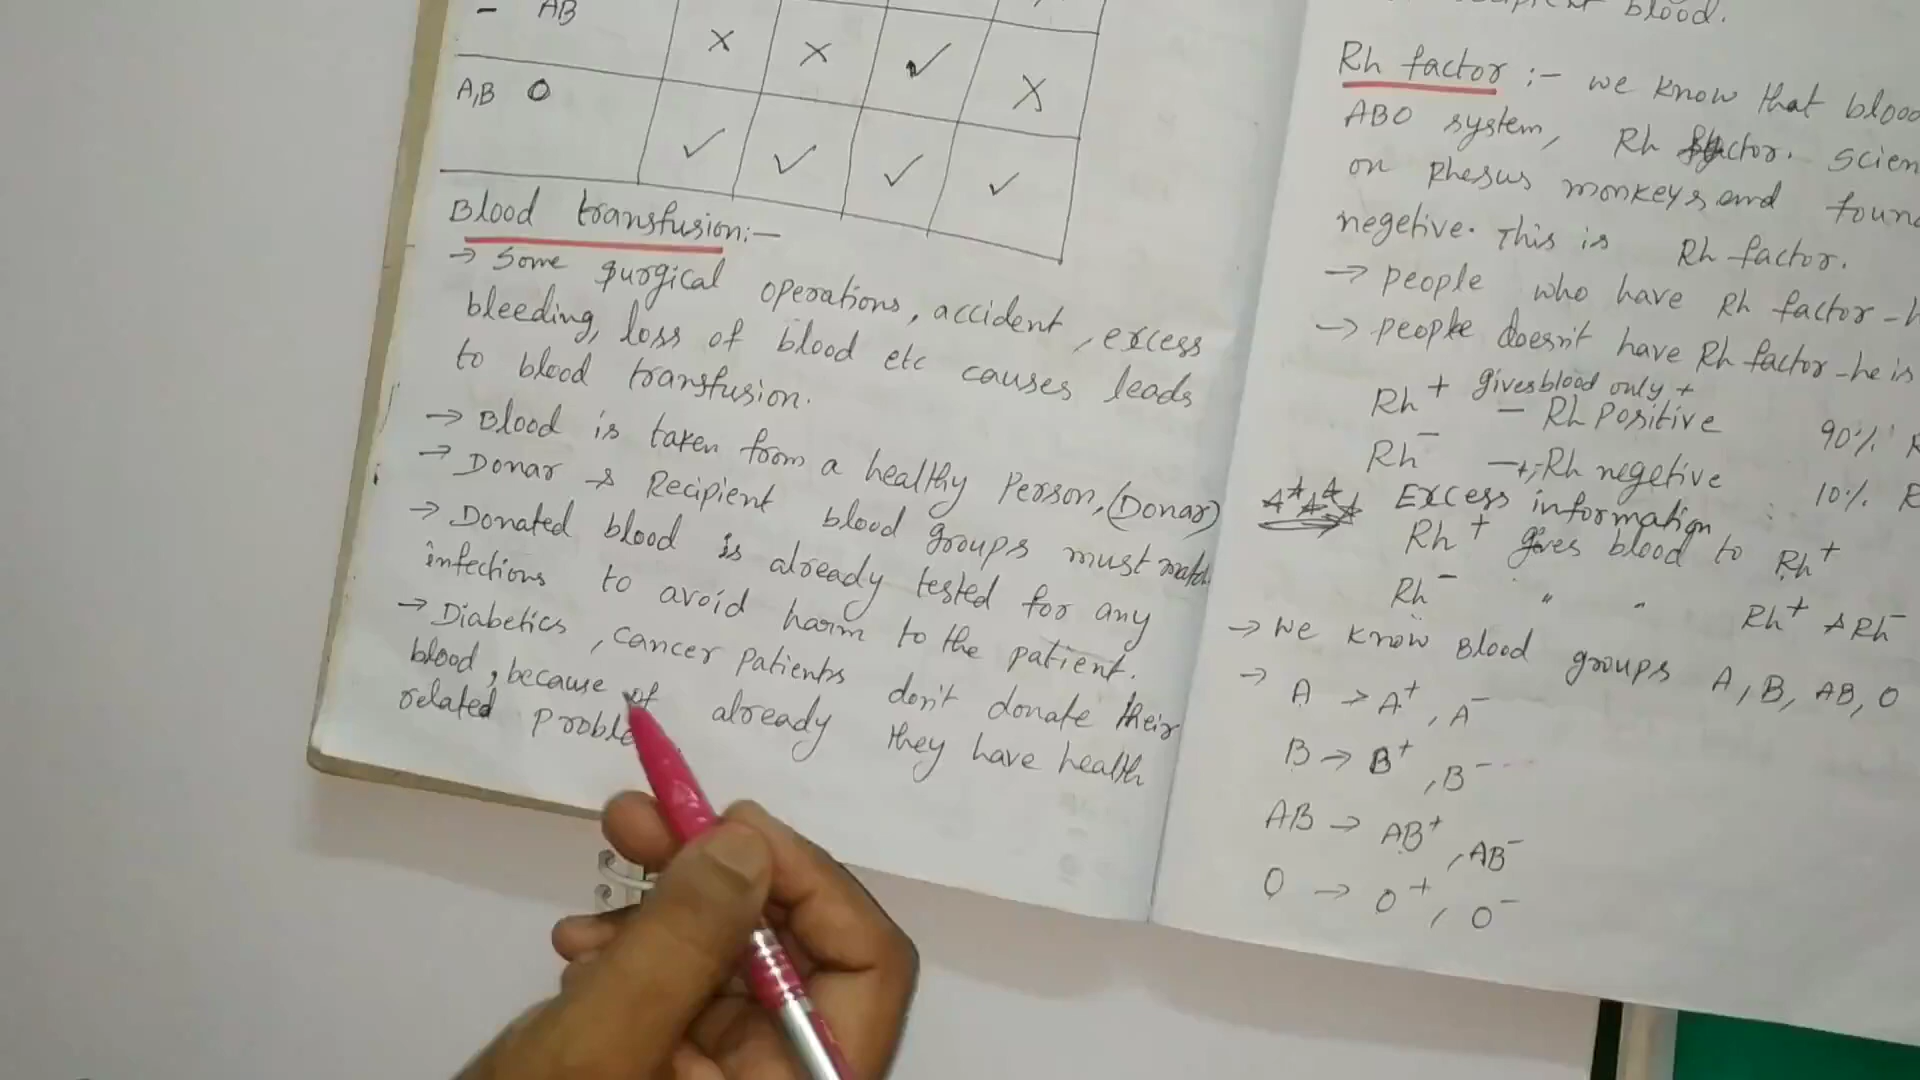 - AB
X X ✓ X
A,B O
✓ ✓ ✓ ✓
Blood transfusion:-
→ Some surgical operations, accident, excess
bleeding, loss of blood etc causes leads
to blood transfusion.
→ Blood is taken from a healthy Person, (Donar)
→ Donar & Recipient blood groups must match
→ Donated blood is already tested for any
infections to avoid harm to the patient.
→ Diabetics, cancer patients don't donate their
blood, because of already they have health
related
blood.
Rh factor :- we know that blood
ABO system, Rh factor.
on Rhesus monkeys and
negetive. This is Rh factor.
→ people who have Rh factor -
→ people doesn't have Rh factor - he is
Rh+ gives blood only +
- Rh Positive 90%
Rh- - +,- Rh negetive 10%
Excess information
Rh+ gives blood to Rh+
Rh- " " Rh+ & Rh-
→ We know Blood groups A, B, AB, O
→ A → A+, A-
B → B+, B-
AB → AB+, AB-
O → O+, O-